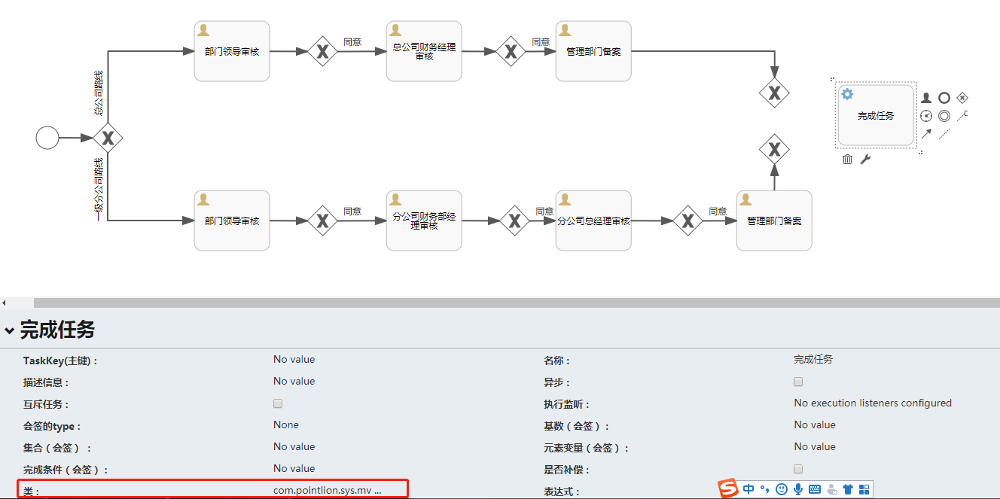 部门领导审核
同意
总公司财务经理
审核
同意
管理部门备案
总公司路线
完成任务
一级分公司路线
部门领导审核
同意
分公司财务部经
理审核
同意
分公司总经理审核
同意
管理部门备案
完成任务
TaskKey(主键)：
No value
名称：
完成任务
描述信息：
No value
异步：
互斥任务：
执行监听：
No execution listeners configured
会签的type：
None
基数（会签）：
No value
集合（会签）：
No value
元素变量（会签）：
No value
完成条件（会签）：
No value
是否补偿：
类：
com.pointlion.sys.mv ...
表达式：
中